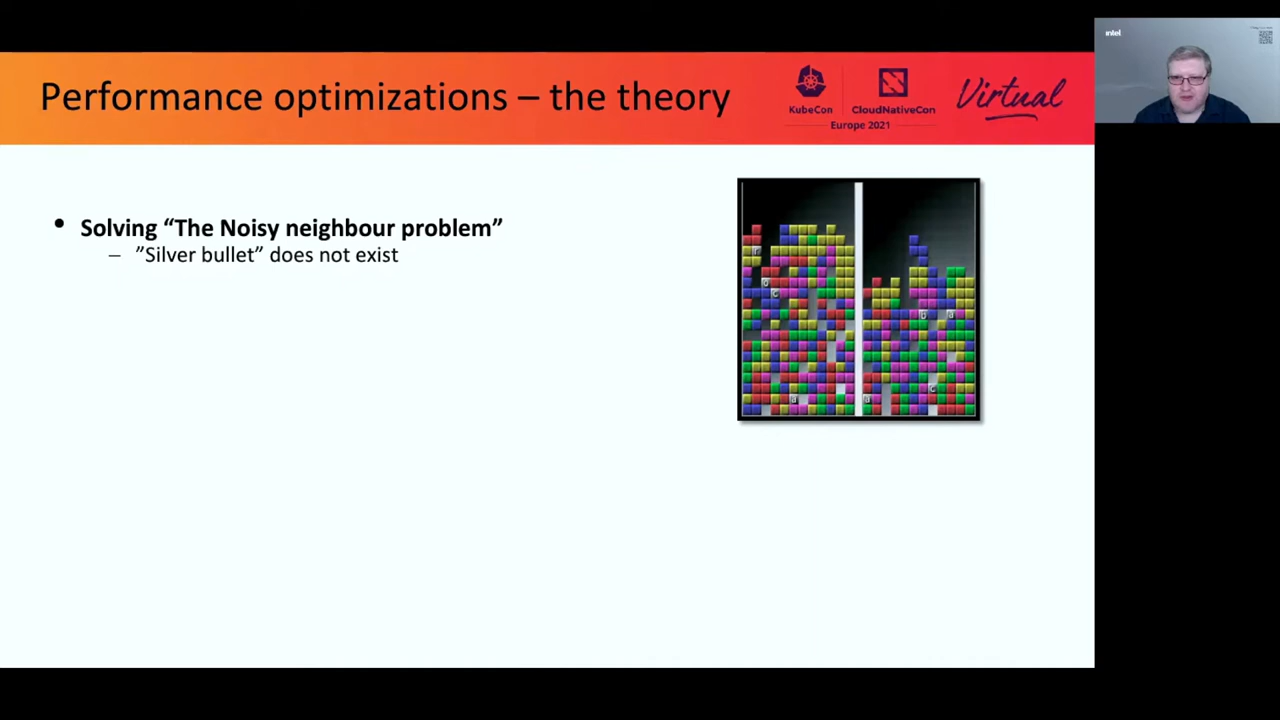 Performance optimizations – the theory
KubeCon
CloudNativeCon
Europe 2021
Virtual
intel
• Solving “The Noisy neighbour problem”
– ”Silver bullet” does not exist